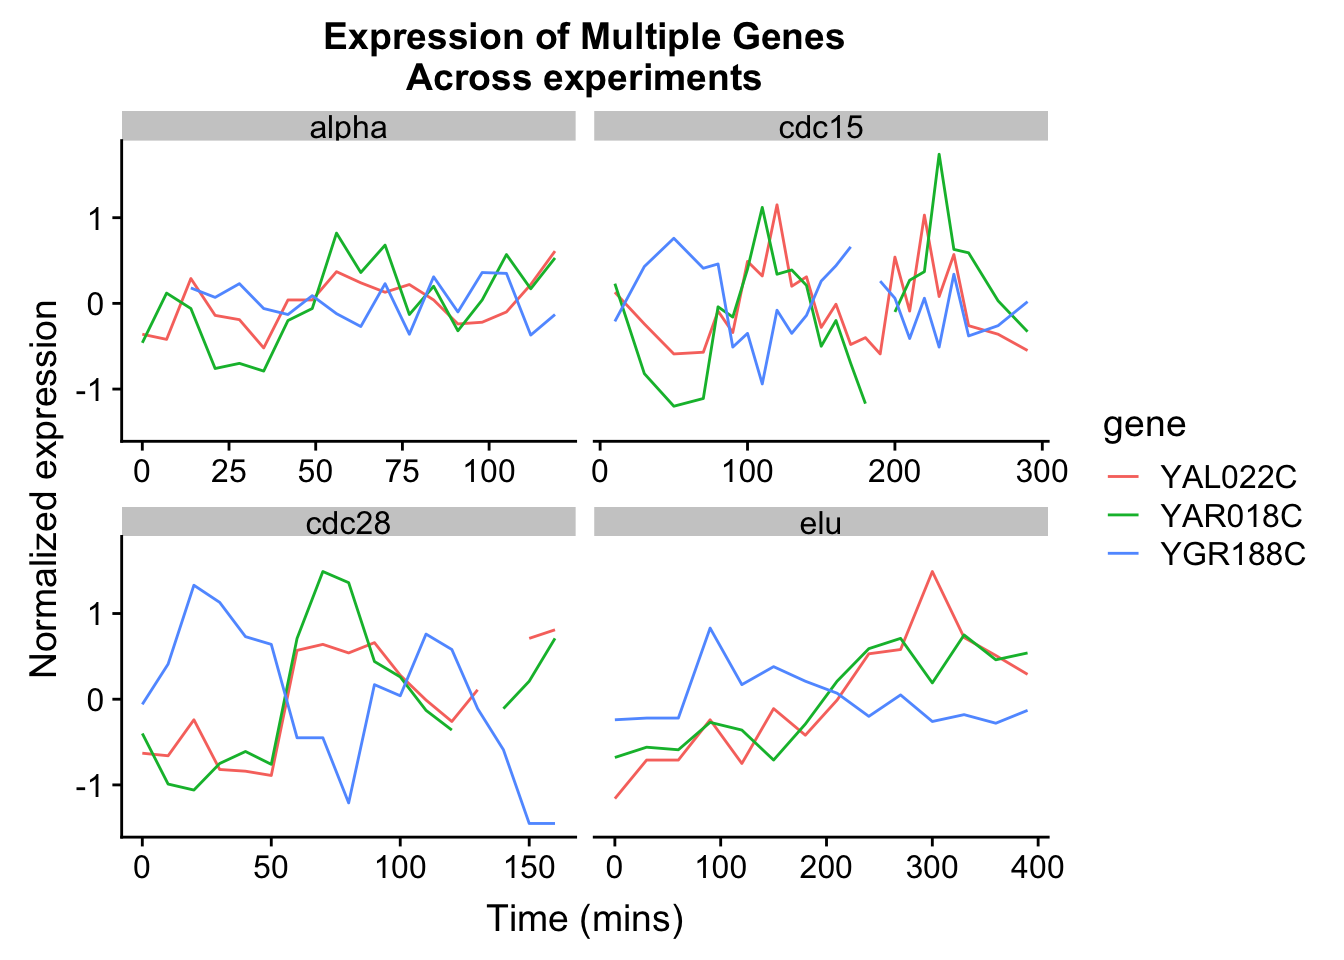 Expression of Multiple Genes
Across experiments
alpha
cdc15
1
0
-1
0 25 50 75 100
0 100 200 300
cdc28
elu
1
0
-1
0 50 100 150
0 100 200 300 400
Normalized expression
Time (mins)
gene
YAL022C
YAR018C
YGR188C